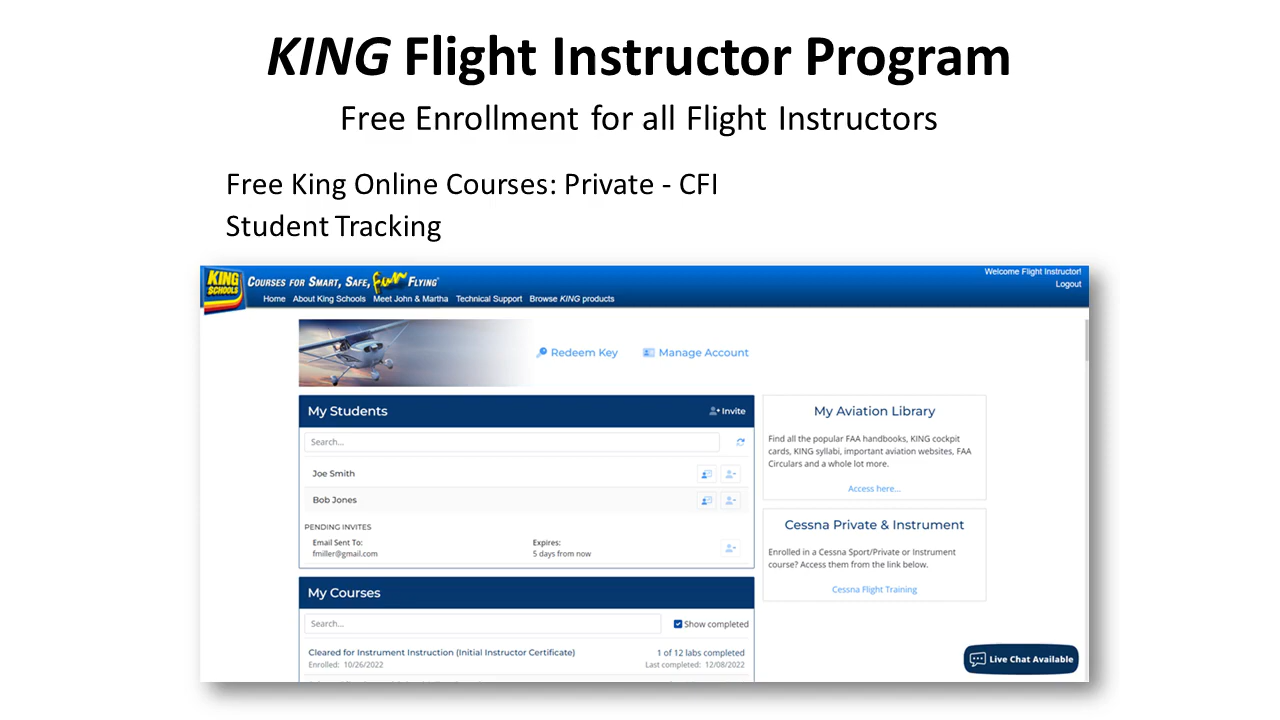 KING Flight Instructor Program
Free Enrollment for all Flight Instructors
Free King Online Courses: Private - CFI
Student Tracking
KING SCHOOLS
COURSES FOR SMART, SAFE, Fun FLYING®
Welcome Flight Instructor!
Logout
Home About King Schools Meet John & Martha Technical Support Browse KING products
Redeem Key Manage Account
My Students
Invite
Search...
Joe Smith
Bob Jones
PENDING INVITES
Email Sent To: Expires:
fmiller@gmail.com 5 days from now
My Courses
Search...
Show completed
Cleared for Instrument Instruction (Initial Instructor Certificate) 1 of 12 labs completed
Enrolled: 10/26/2022 Last completed: 12/08/2022
My Aviation Library
Find all the popular FAA handbooks, KING cockpit
cards, KING syllabi, important aviation websites, FAA
Circulars and a whole lot more.
Access here...
Cessna Private & Instrument
Enrolled in a Cessna Sport/Private or Instrument
course? Access them from the link below.
Cessna Flight Training
Live Chat Available